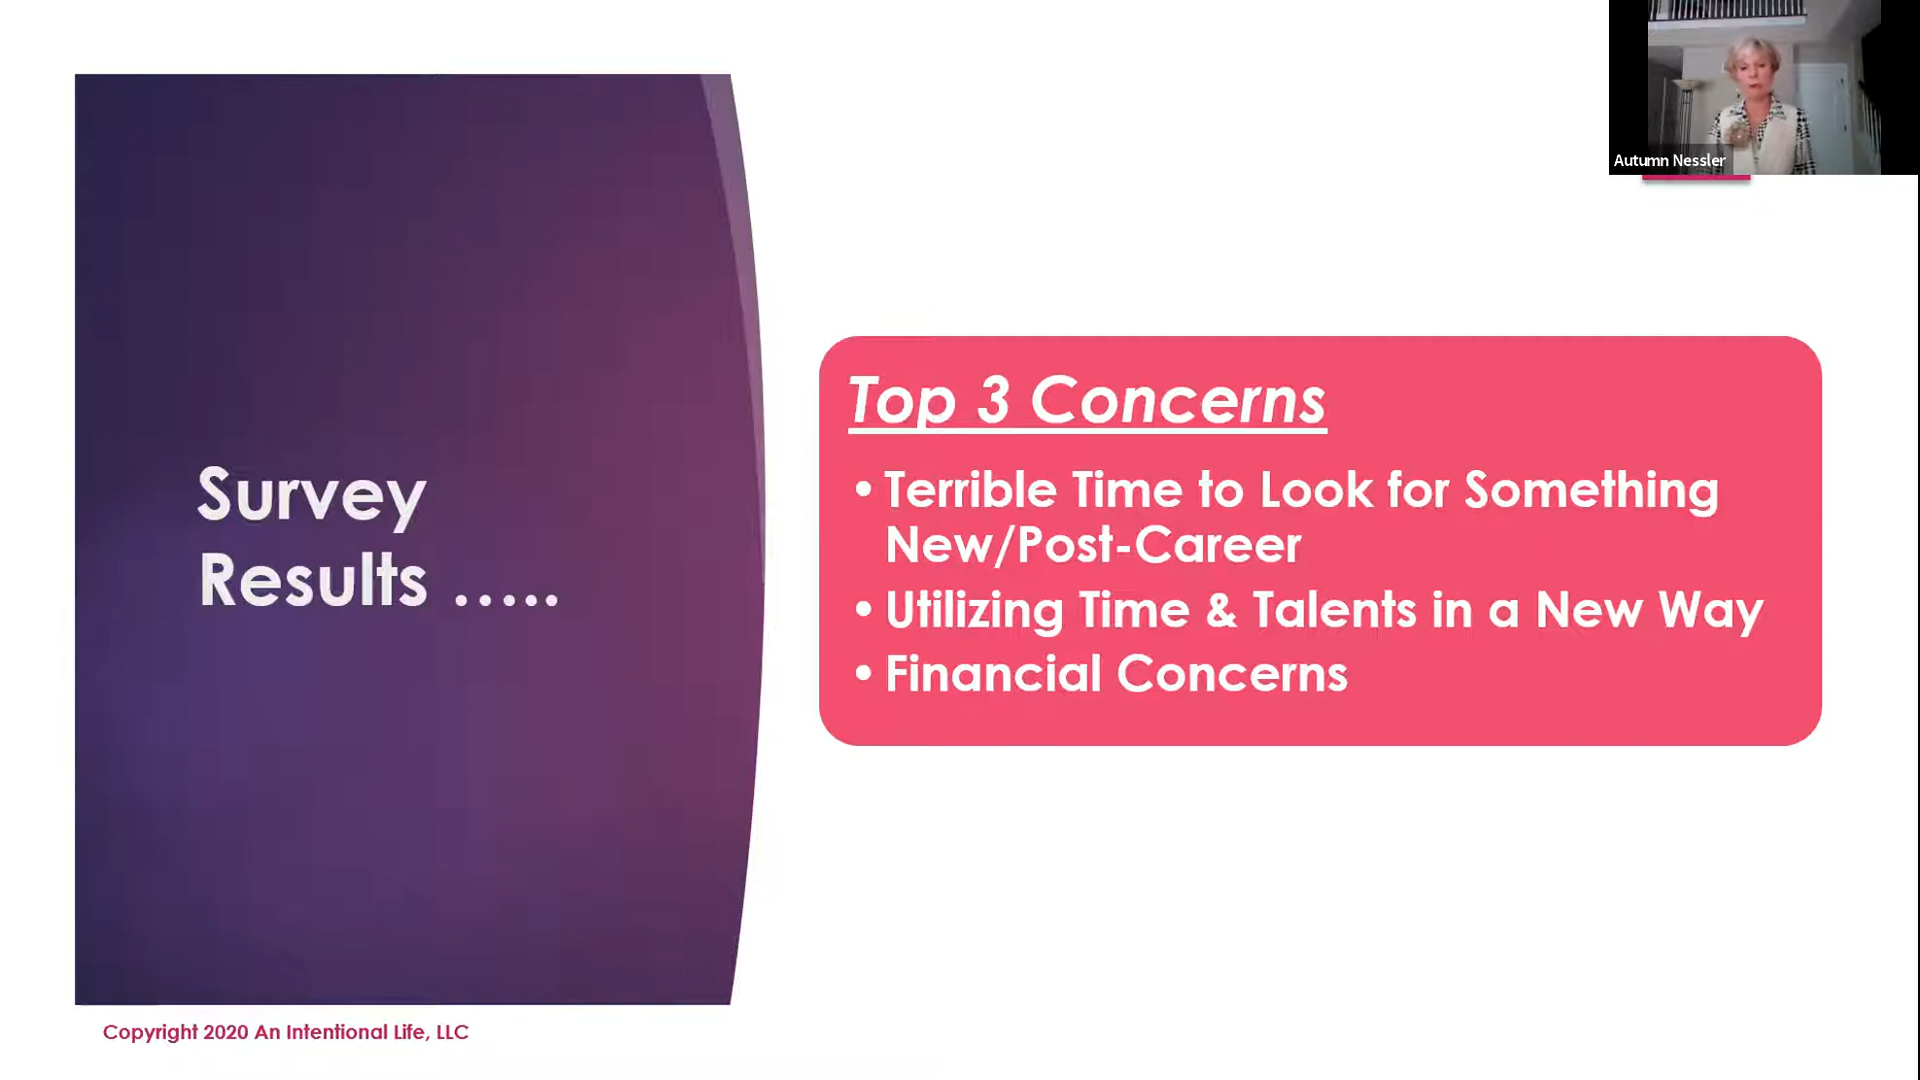 Autumn Nessler
Survey
Results .....
Top 3 Concerns
• Terrible Time to Look for Something
New/Post-Career
• Utilizing Time & Talents in a New Way
• Financial Concerns
Copyright 2020 An Intentional Life, LLC